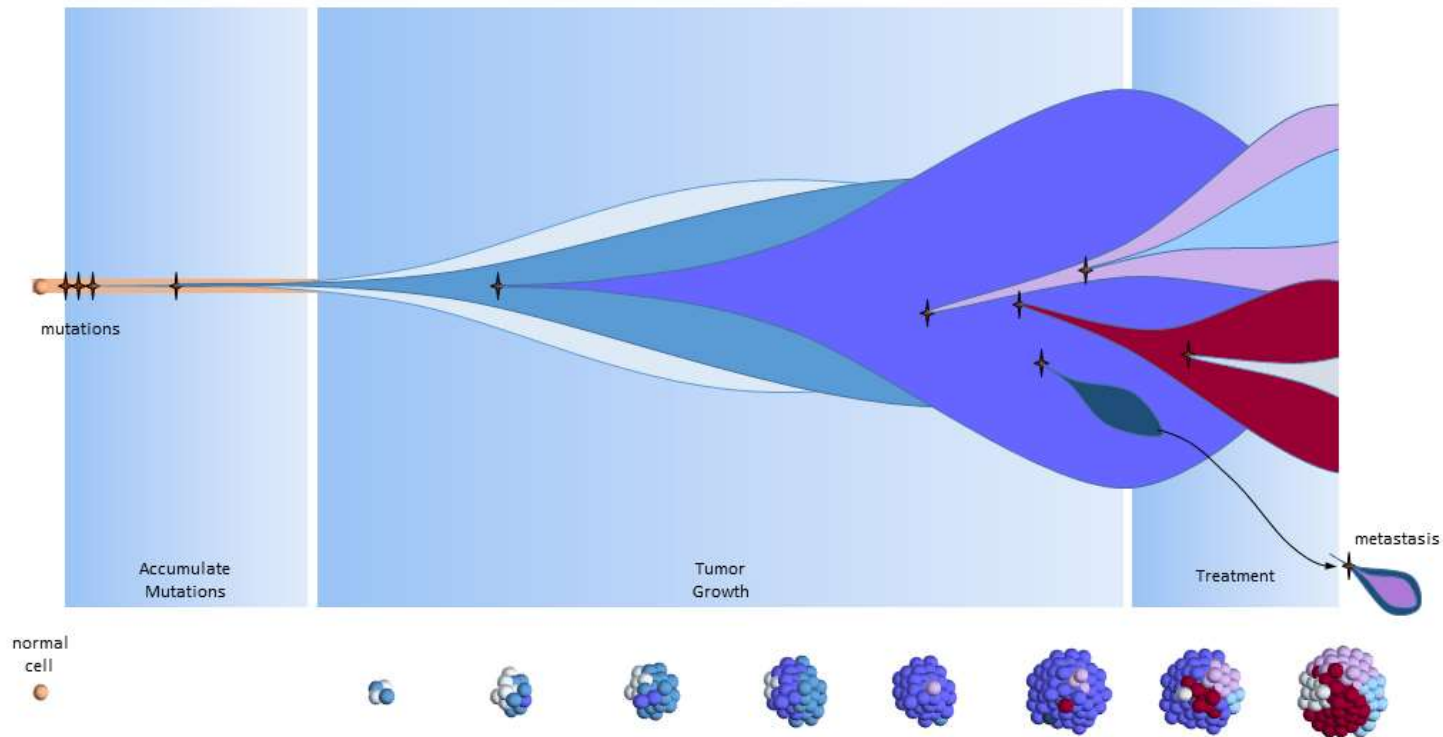 mutations
Accumulate
Mutations
Tumor
Growth
Treatment
metastasis
normal
cell